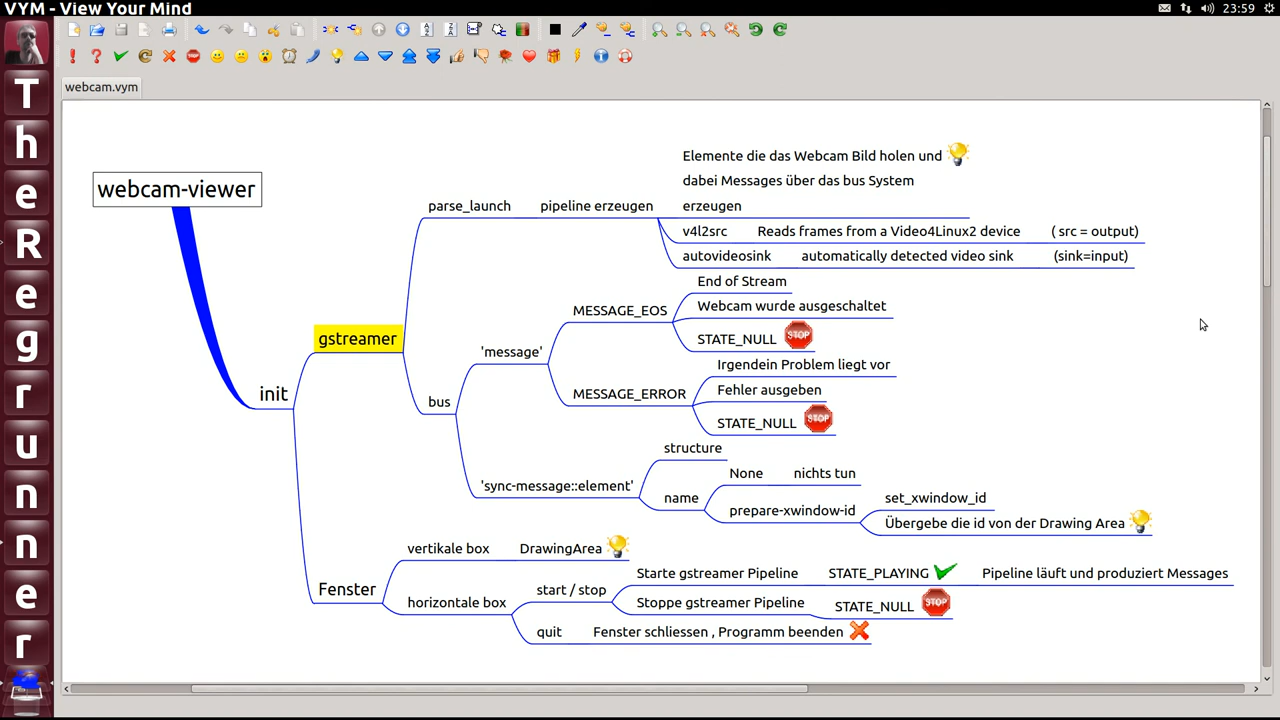 VYM - View Your Mind
23:59
webcam.vym
TheRegrunner
webcam-viewer
init
gstreamer
parse_launch
pipeline erzeugen
Elemente die das Webcam Bild holen und
dabei Messages über das bus System
erzeugen
v4l2src Reads frames from a Video4Linux2 device ( src = output)
autovideosink automatically detected video sink (sink=input)
bus
'message'
MESSAGE_EOS
End of Stream
Webcam wurde ausgeschaltet
STATE_NULL STOP
MESSAGE_ERROR
Irgendein Problem liegt vor
Fehler ausgeben
STATE_NULL STOP
'sync-message::element'
structure
name
None nichts tun
prepare-xwindow-id
set_xwindow_id
Übergebe die id von der Drawing Area
Fenster
vertikale box DrawingArea
horizontale box
start / stop
Starte gstreamer Pipeline STATE_PLAYING Pipeline läuft und produziert Messages
Stoppe gstreamer Pipeline STATE_NULL STOP
quit Fenster schliessen , Programm beenden